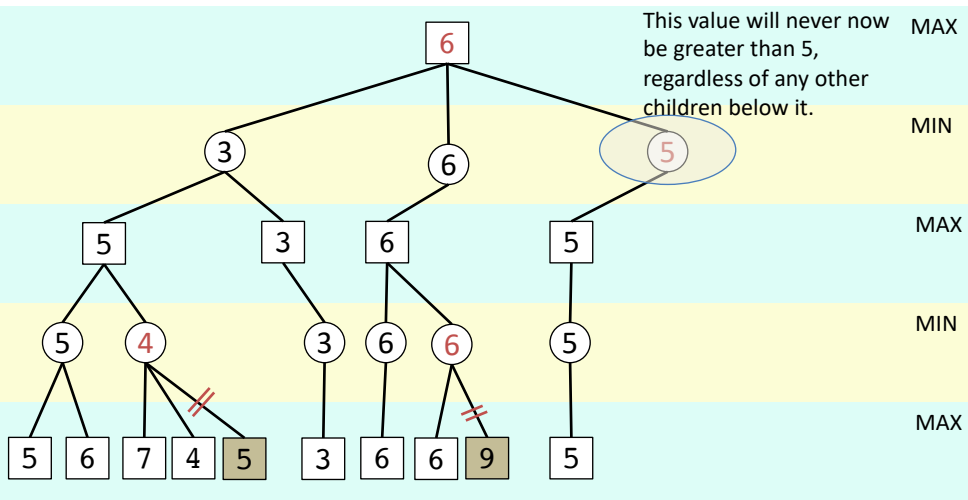 This value will never now
be greater than 5,
regardless of any other
children below it.
MAX
6
MIN
3
6
5
MAX
5
3
6
5
MIN
5
4
3
6
6
5
MAX
5
6
7
4
5
3
6
6
9
5